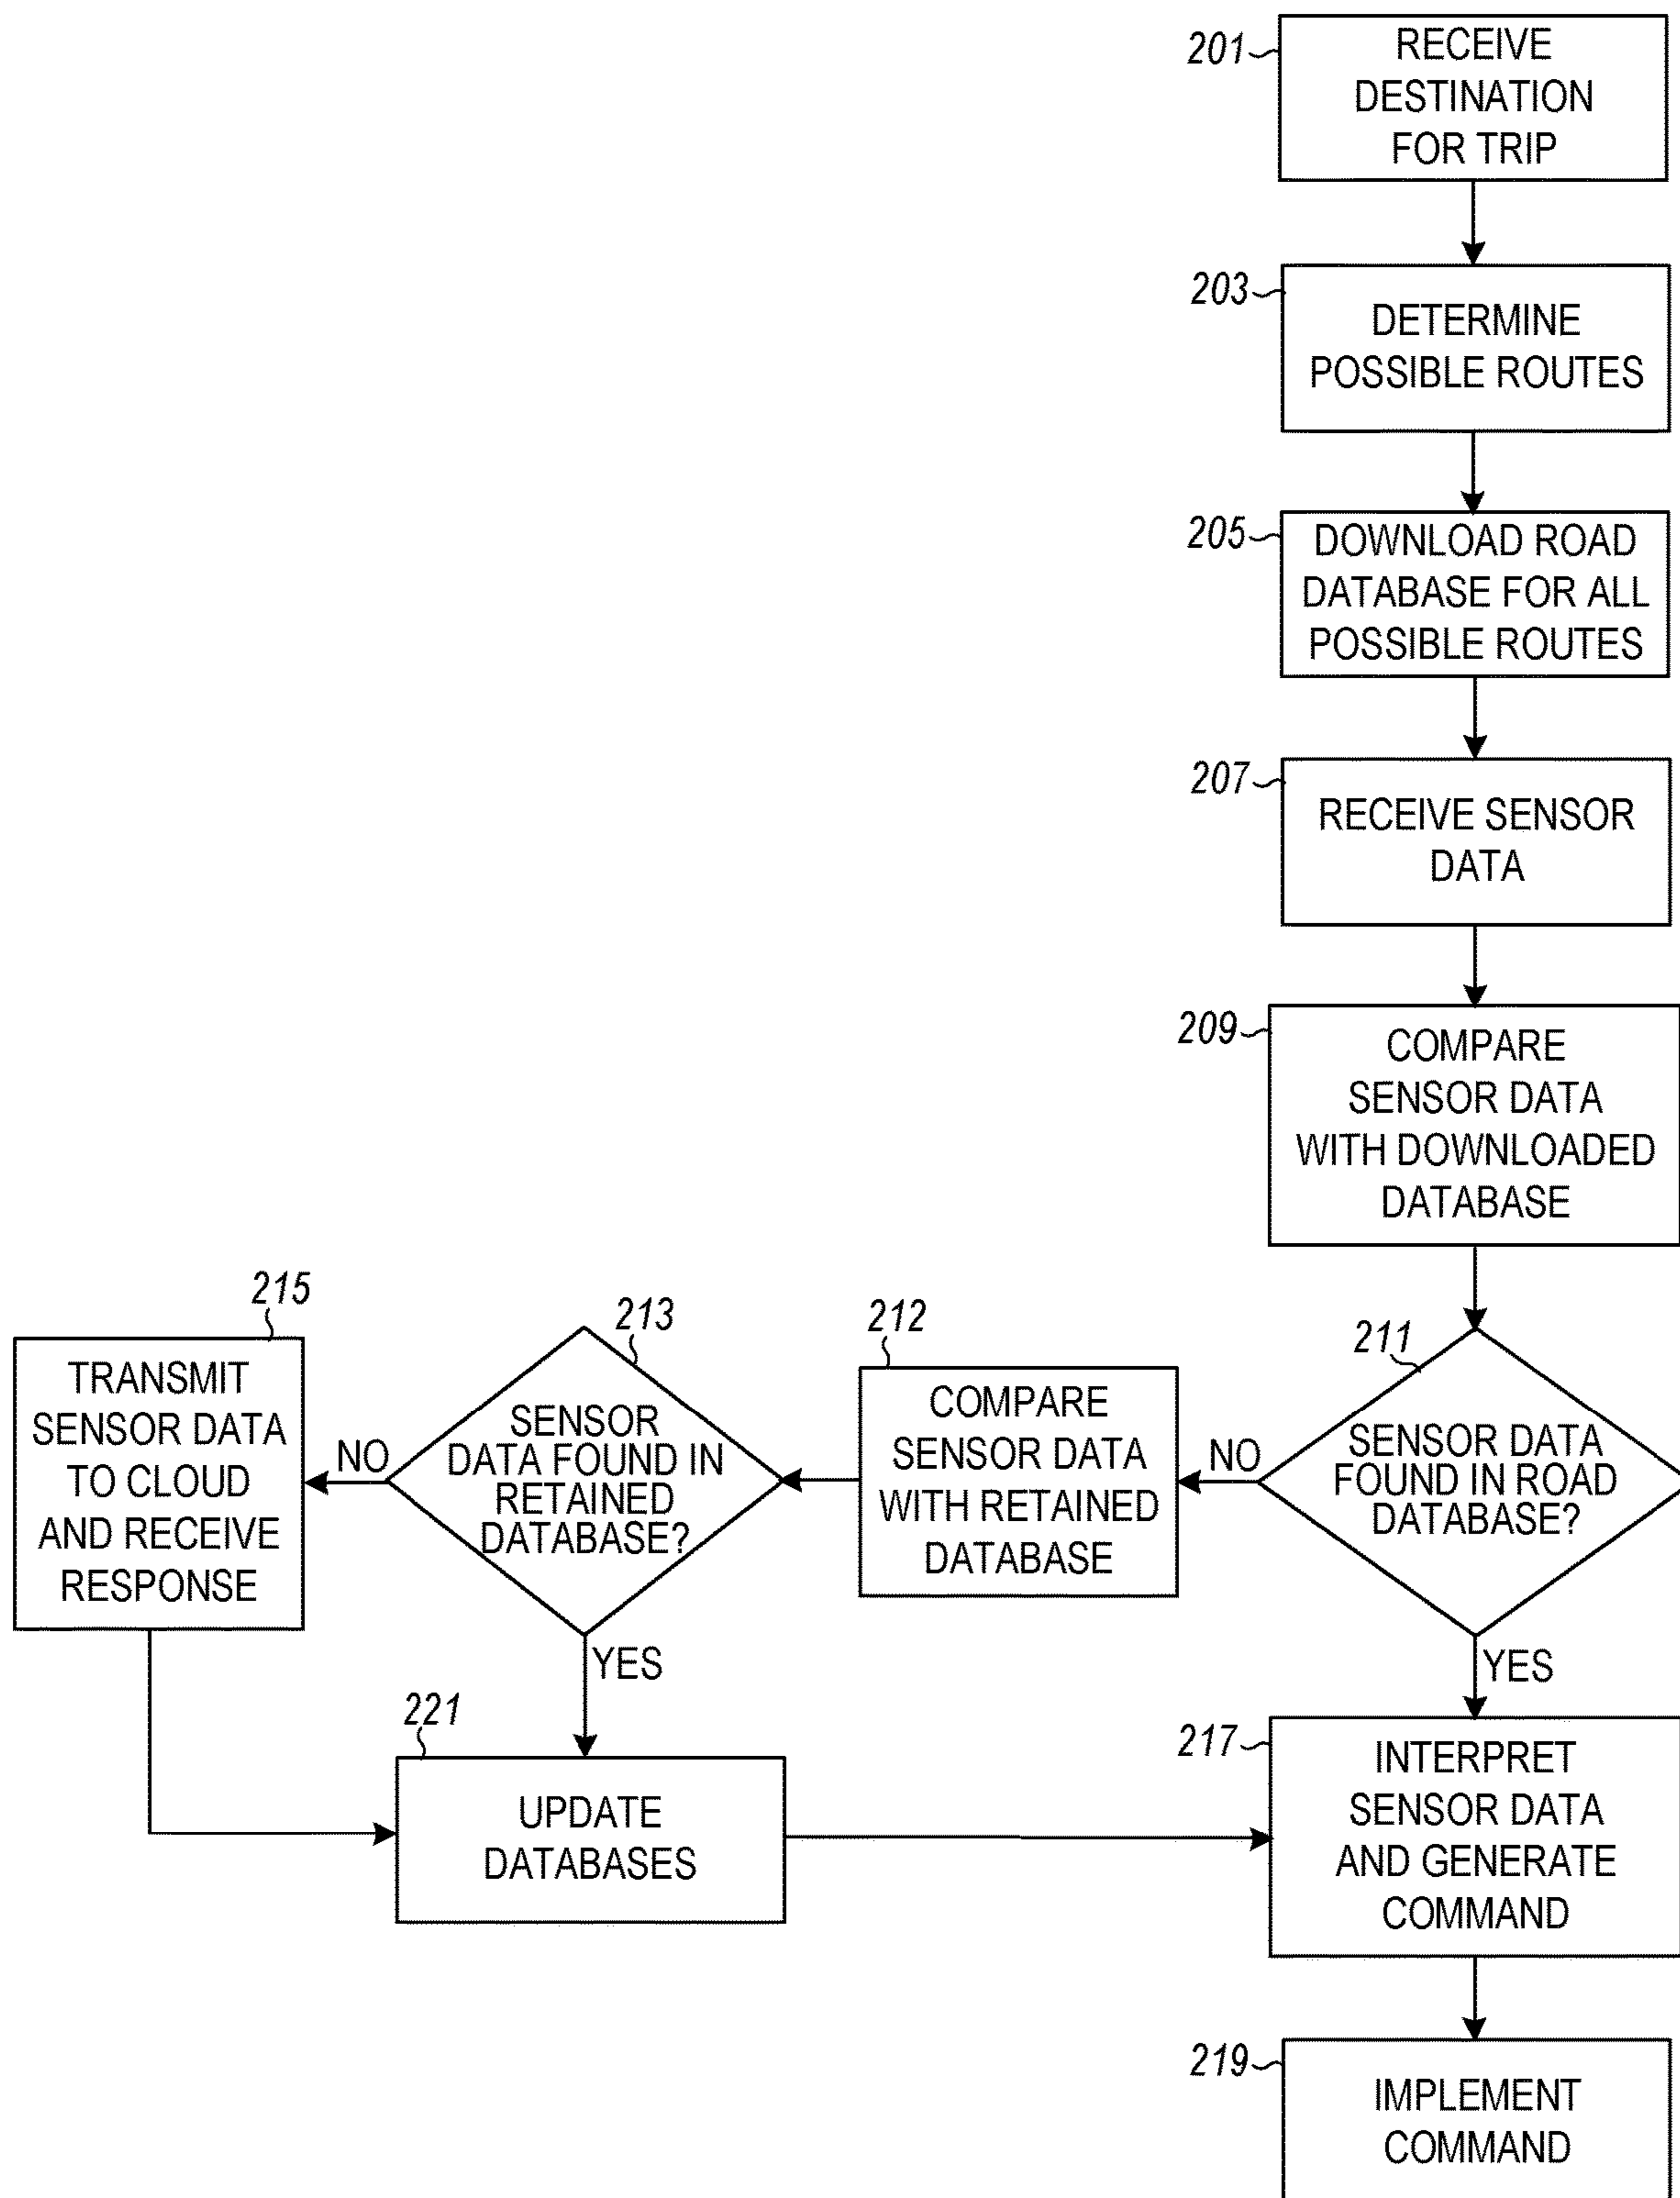 201
RECEIVE
DESTINATION
FOR TRIP
203
DETERMINE
POSSIBLE ROUTES
205
DOWNLOAD ROAD
DATABASE FOR ALL
POSSIBLE ROUTES
207
RECEIVE SENSOR
DATA
209
COMPARE
SENSOR DATA
WITH DOWNLOADED
DATABASE
211
SENSOR DATA
FOUND IN ROAD
DATABASE?
NO
YES
212
COMPARE
SENSOR DATA
WITH RETAINED
DATABASE
213
SENSOR
DATA FOUND IN
RETAINED
DATABASE?
NO
YES
215
TRANSMIT
SENSOR DATA
TO CLOUD
AND RECEIVE
RESPONSE
221
UPDATE
DATABASES
217
INTERPRET
SENSOR DATA
AND GENERATE
COMMAND
219
IMPLEMENT
COMMAND